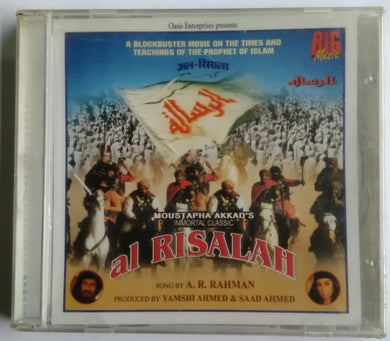 Oasis Enterprises presents
A BLOCKBUSTER MOVIE ON THE TIMES AND
TEACHINGS OF THE PROPHET OF ISLAM
BIG
Music
अल-रिसाला
الرسالة
الرسالة
MOUSTAPHA AKKAD'S
IMMORTAL CLASSIC
al RISALAH
SONG BY A. R. RAHMAN
PRODUCED BY YAMSHI AHMED & SAAD AHMED